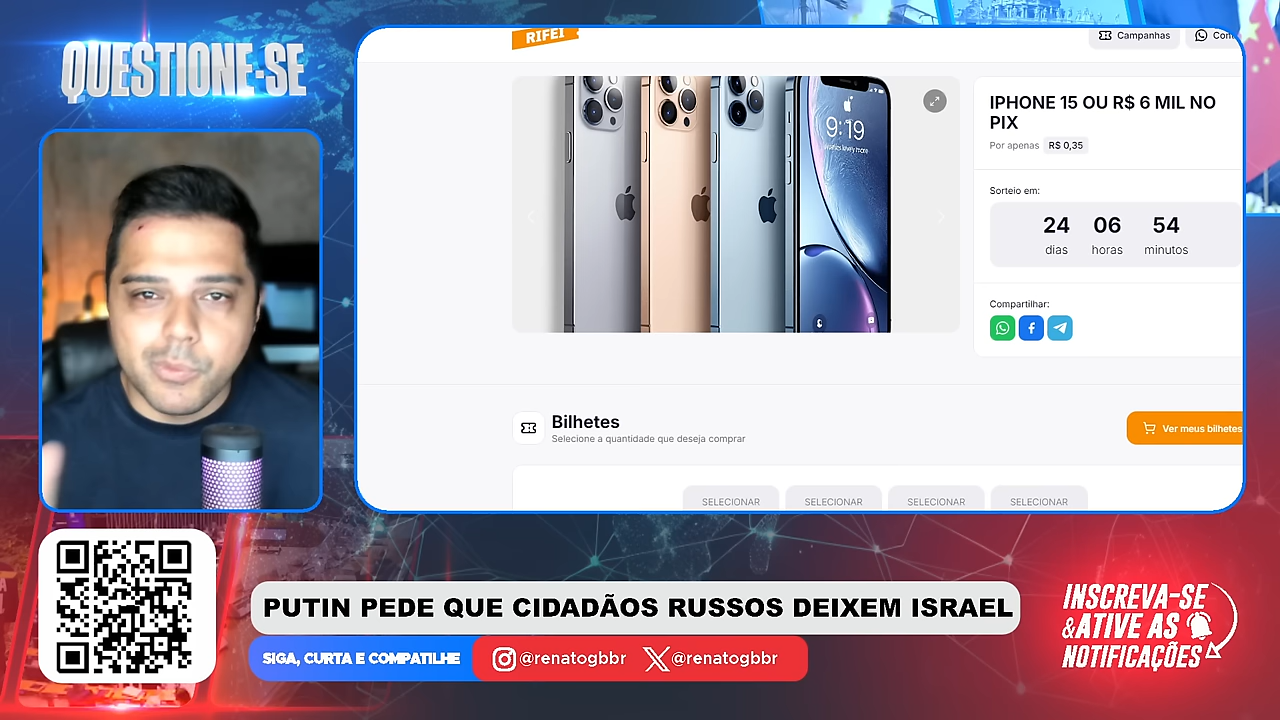 QUESTIONE-SE
RIFEI
Campanhas
9:19
IPHONE 15 OU R$ 6 MIL NO
PIX
Por apenas R$ 0,35
Sorteio em:
24 06 54
dias horas minutos
Compartilhar:
Bilhetes
Selecione a quantidade que deseja comprar
Ver meus bilhetes
SELECIONAR SELECIONAR SELECIONAR SELECIONAR
PUTIN PEDE QUE CIDADÃOS RUSSOS DEIXEM ISRAEL
SIGA, CURTA E COMPATILHE @renatogbbr @renatogbbr
INSCREVA-SE
&ATIVE AS
NOTIFICAÇÕES